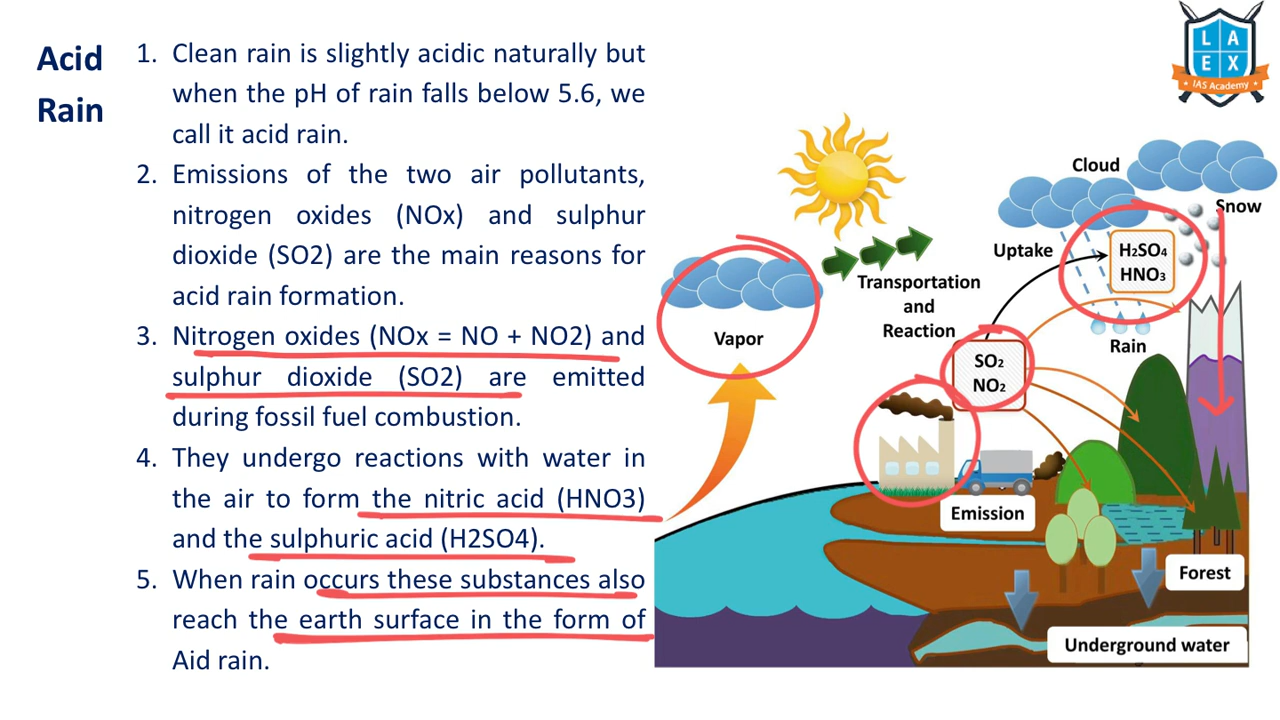 Acid
Rain
1. Clean rain is slightly acidic naturally but
when the pH of rain falls below 5.6, we
call it acid rain.
2. Emissions of the two air pollutants,
nitrogen oxides (NOx) and sulphur
dioxide (SO2) are the main reasons for
acid rain formation.
3. Nitrogen oxides (NOx = NO + NO2) and
sulphur dioxide (SO2) are emitted
during fossil fuel combustion.
4. They undergo reactions with water in
the air to form the nitric acid (HNO3)
and the sulphuric acid (H2SO4).
5. When rain occurs these substances also
reach the earth surface in the form of
Aid rain.
L A
E X
IAS Academy
Cloud
Snow
Uptake
H₂SO₄
HNO₃
Transportation
and
Reaction
Vapor
Rain
SO₂
NO₂
Emission
Forest
Underground water